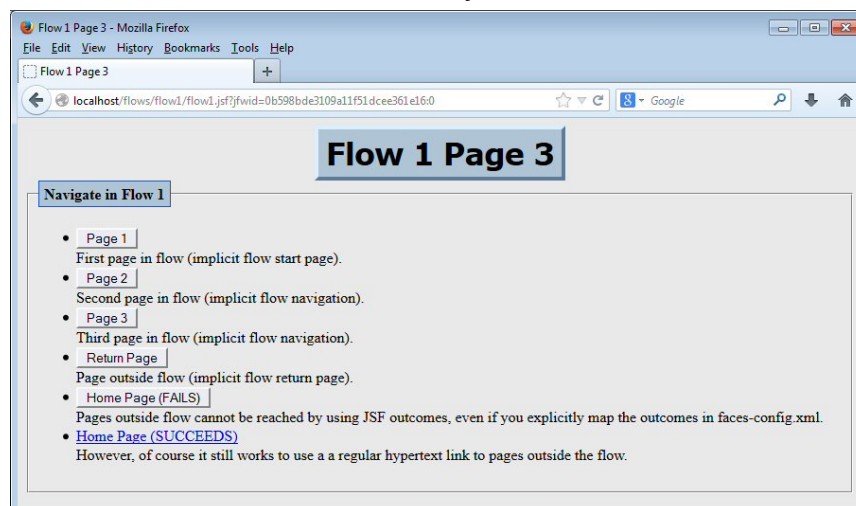 Flow 1 Page 3 - Mozilla Firefox
File Edit View History Bookmarks Tools Help
Flow 1 Page 3
localhost/flows/flow1/flow1.jsf?jfwid=0b598bde3109a11f51dcee361e16:0
Google
Flow 1 Page 3
Navigate in Flow 1
Page 1
First page in flow (implicit flow start page).
Page 2
Second page in flow (implicit flow navigation).
Page 3
Third page in flow (implicit flow navigation).
Return Page
Page outside flow (implicit flow return page).
Home Page (FAILS)
Pages outside flow cannot be reached by using JSF outcomes, even if you explicitly map the outcomes in faces-config.xml.
Home Page (SUCCEEDS)
However, of course it still works to use a a regular hypertext link to pages outside the flow.